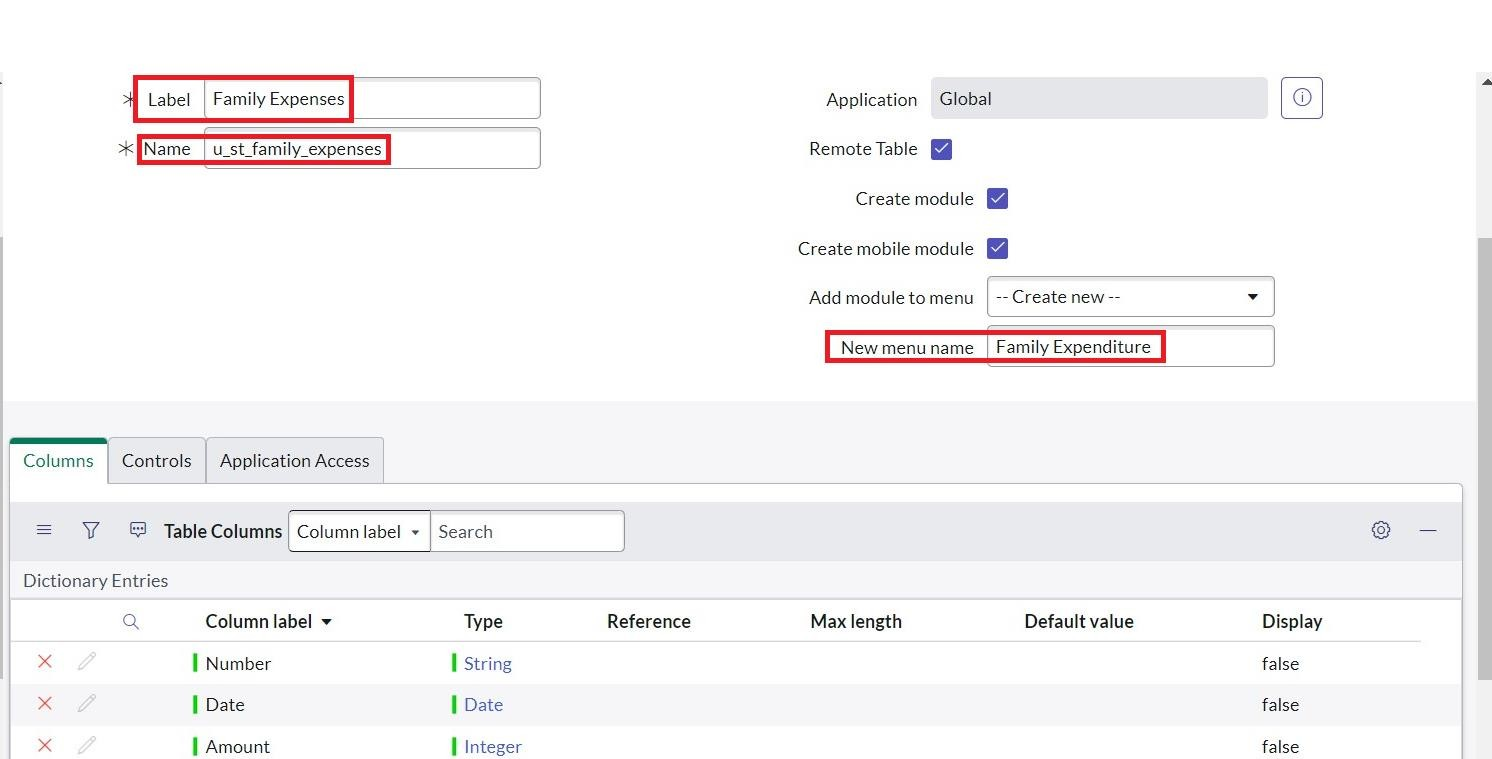 * Label Family Expenses
* Name u_st_family_expenses
Application Global
Remote Table
Create module
Create mobile module
Add module to menu -- Create new --
New menu name Family Expenditure
Columns Controls Application Access
Table Columns Column label Search
Dictionary Entries
Column label Type Reference Max length Default value Display
Number String false
Date Date false
Amount Integer false